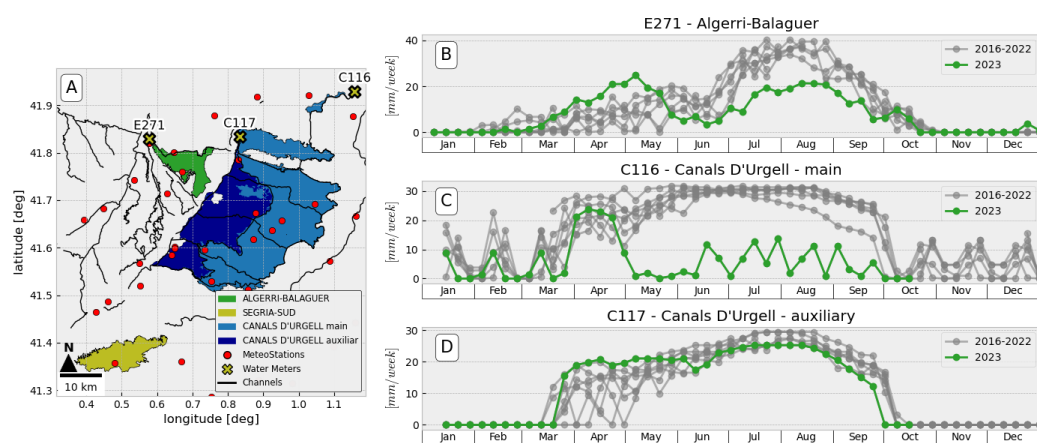 A
C116
E271
C117
41.9
41.8
41.7
41.6
41.5
41.4
41.3
latitude [deg]
0.4 0.5 0.6 0.7 0.8 0.9 1.0 1.1
longitude [deg]
N
10 km
ALGERRI-BALAGUER
SEGRIA-SUD
CANALS D'URGELL main
CANALS D'URGELL auxiliar
MeteoStations
Water Meters
Channels
E271 - Algerri-Balaguer
B
[mm/week]
40
20
0
2016-2022
2023
Jan Feb Mar Apr May Jun Jul Aug Sep Oct Nov Dec
C116 - Canals D'Urgell - main
C
[mm/week]
30
20
10
0
2016-2022
2023
Jan Feb Mar Apr May Jun Jul Aug Sep Oct Nov Dec
C117 - Canals D'Urgell - auxiliary
D
[mm/week]
30
20
10
0
2016-2022
2023
Jan Feb Mar Apr May Jun Jul Aug Sep Oct Nov Dec